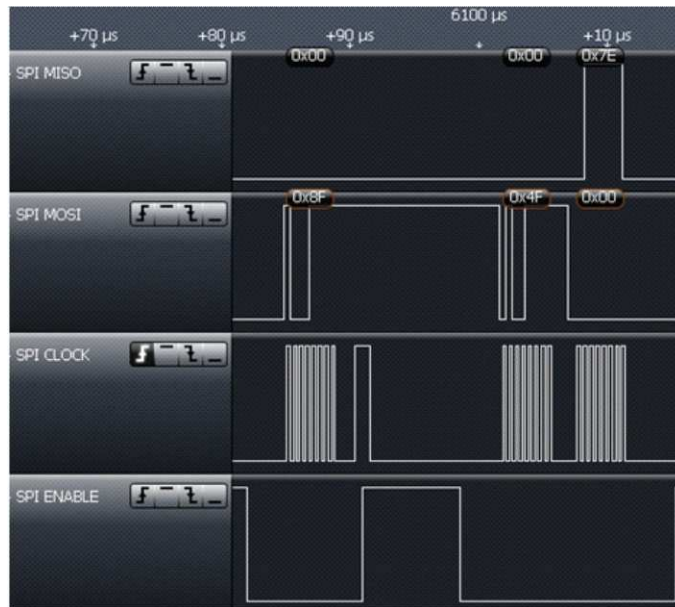 6100 µs
+70 µs +80 µs +90 µs +10 µs
0x00 0x00 0x7E
SPI MISO
0x8F 0x4F 0x00
SPI MOSI
SPI CLOCK
SPI ENABLE